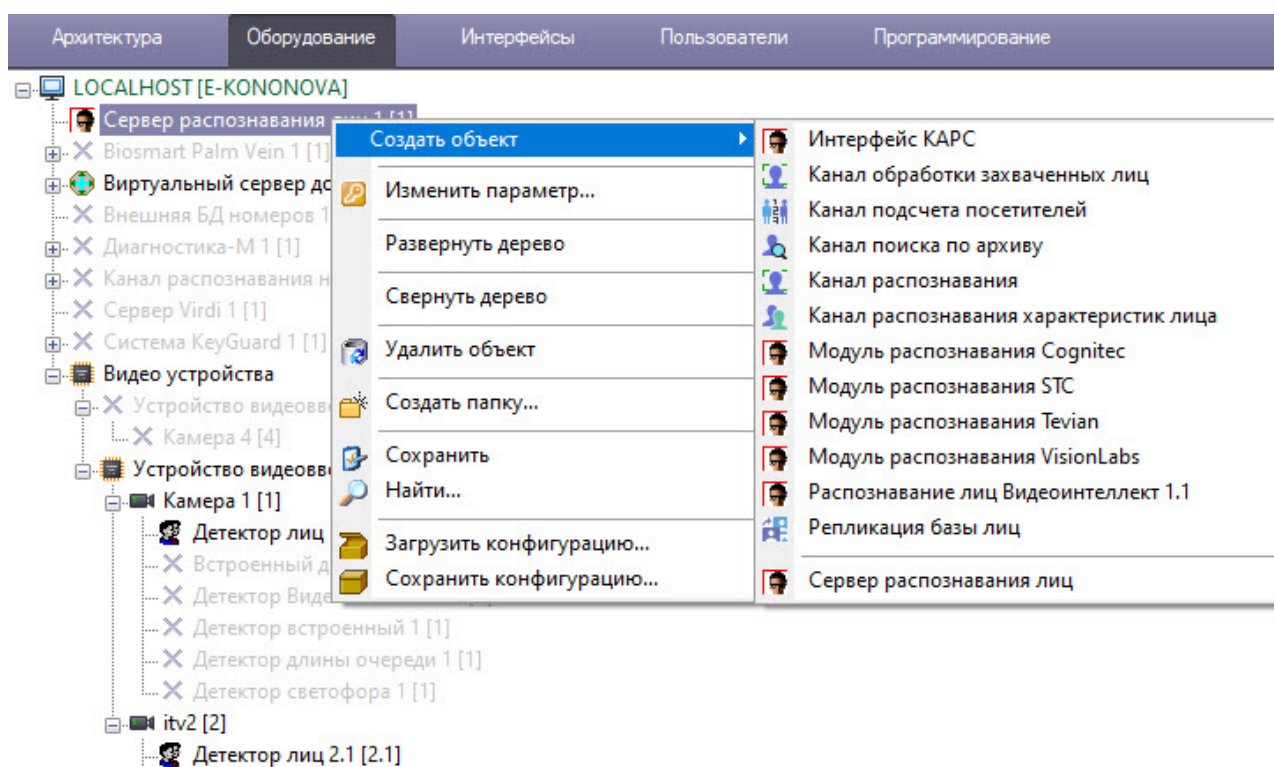 Архитектура Оборудование Интерфейсы Пользователи Программирование
LOCALHOST [E-KONONOVA]
Сервер распознавания лиц 1 [1]
Biosmart Palm Vein 1 [1]
Виртуальный сервер до
Внешняя БД номеров 1
Диагностика-М 1 [1]
Канал распознавания н
Сервер Virdi 1 [1]
Система KeyGuard 1 [1]
Видео устройства
Устройство видеовв
Камера 4 [4]
Устройство видеовв
Камера 1 [1]
Детектор лиц
Встроенный д
Детектор Виде
Детектор встроенный 1 [1]
Детектор длины очереди 1 [1]
Детектор светофора 1 [1]
itv2 [2]
Детектор лиц 2.1 [2.1]
Создать объект
Изменить параметр...
Развернуть дерево
Свернуть дерево
Удалить объект
Создать папку...
Сохранить
Найти...
Загрузить конфигурацию...
Сохранить конфигурацию...
Интерфейс КАРС
Канал обработки захваченных лиц
Канал подсчета посетителей
Канал поиска по архиву
Канал распознавания
Канал распознавания характеристик лица
Модуль распознавания Cognitec
Модуль распознавания STC
Модуль распознавания Tevian
Модуль распознавания VisionLabs
Распознавание лиц Видеоинтеллект 1.1
Репликация базы лиц
Сервер распознавания лиц